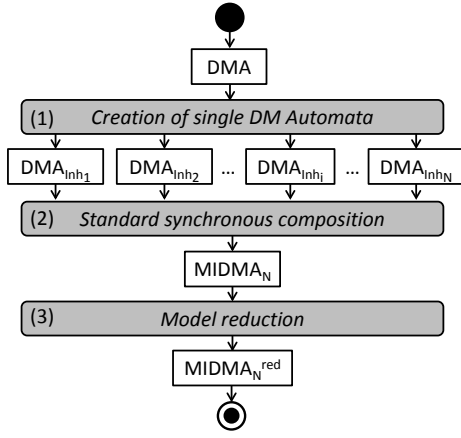 DMA
(1) Creation of single DM Automata
DMA_Inh_1 DMA_Inh_2 ... DMA_Inh_i ... DMA_Inh_N
(2) Standard synchronous composition
MIDMA_N
(3) Model reduction
MIDMA_N^red